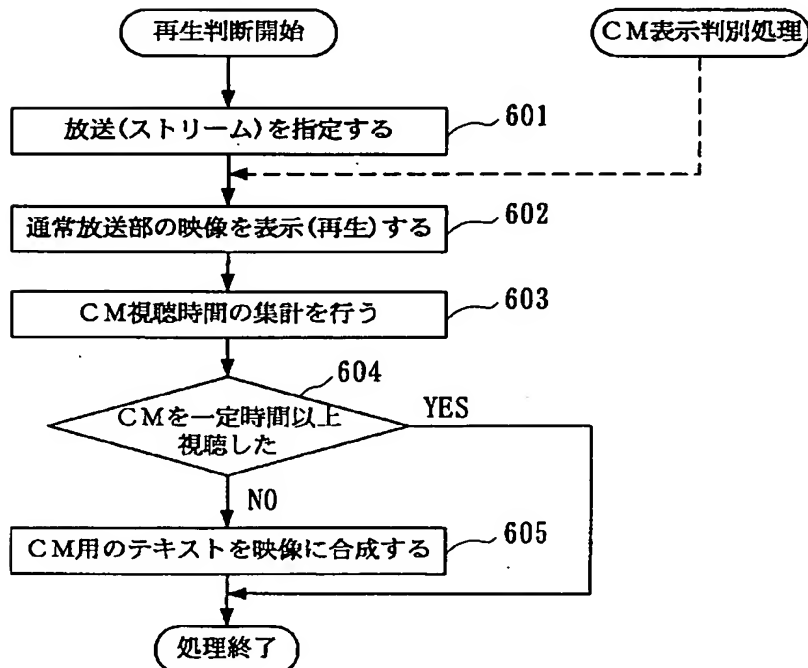 再生判断開始
CM表示判別処理
放送(ストリーム)を指定する
601
通常放送部の映像を表示(再生)する
602
CM視聴時間の集計を行う
603
604
CMを一定時間以上
視聴した
YES
NO
CM用のテキストを映像に合成する
605
処理終了